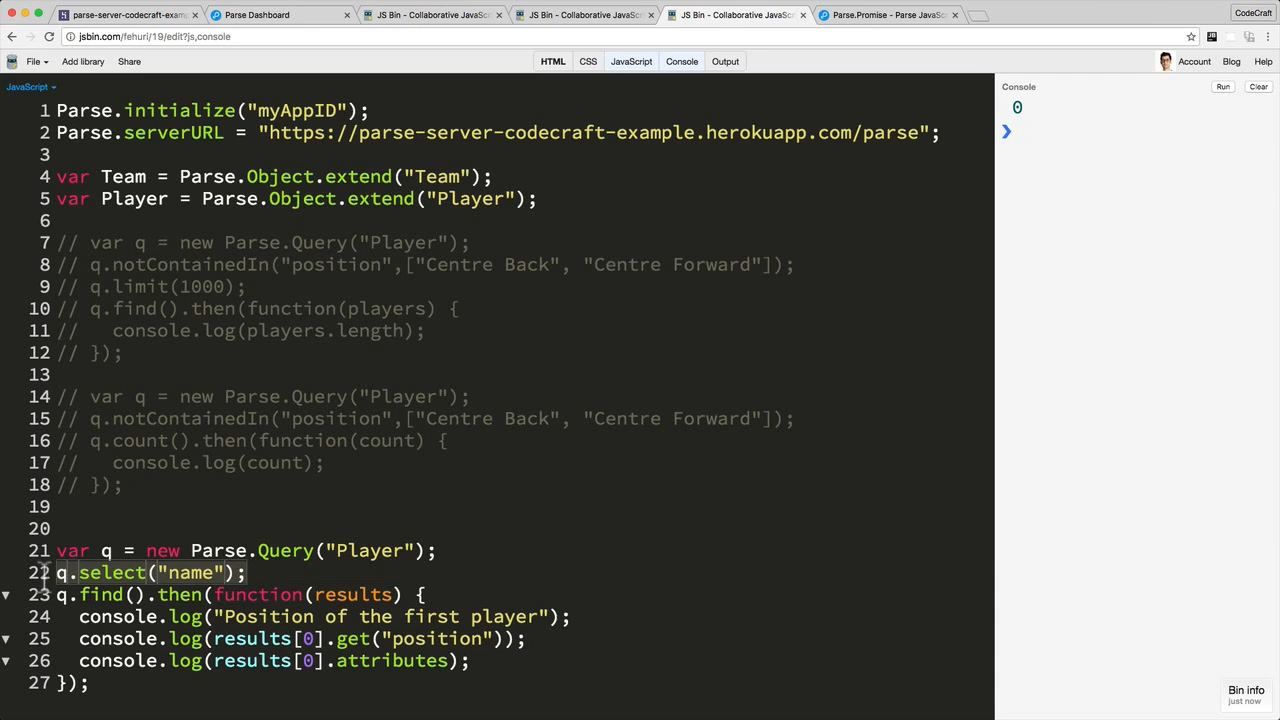 parse-server-codecraft-exam
Parse Dashboard
JS Bin - Collaborative JavaScr
JS Bin - Collaborative JavaScr
JS Bin - Collaborative JavaScr
Parse.Promise - Parse JavaSc
CodeCraft
jsbin.com/fehuri/19/edit?js,console
File
Add library
Share
HTML
CSS
JavaScript
Console
Output
Account
Blog
Help
JavaScript
Console
Run
Clear
0
1 Parse.initialize("myAppID");
2 Parse.serverURL = "https://parse-server-codecraft-example.herokuapp.com/parse";
3
4 var Team = Parse.Object.extend("Team");
5 var Player = Parse.Object.extend("Player");
6
7 // var q = new Parse.Query("Player");
8 // q.notContainedIn("position",["Centre Back", "Centre Forward"]);
9 // q.limit(1000);
10 // q.find().then(function(players) {
11 //   console.log(players.length);
12 // });
13
14 // var q = new Parse.Query("Player");
15 // q.notContainedIn("position",["Centre Back", "Centre Forward"]);
16 // q.count().then(function(count) {
17 //   console.log(count);
18 // });
19
20
21 var q = new Parse.Query("Player");
22 q.select("name");
23 q.find().then(function(results) {
24   console.log("Position of the first player");
25   console.log(results[0].get("position"));
26   console.log(results[0].attributes);
27 });
Bin info
just now